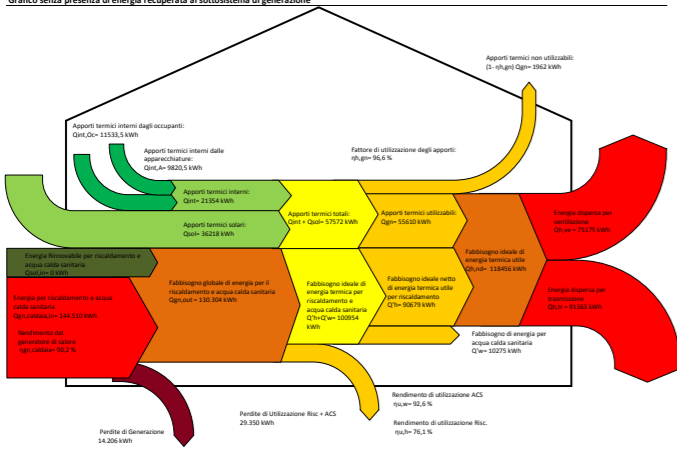 Grafico senza presenza di energia recuperata al sottosistema di generazione
Apporti termici non utilizzabili:
(1- ηh,gn) Qgn= 1962 kWh
Apporti termici interni dagli occupanti:
Qint,Oc= 11533,5 kWh
Apporti termici interni dalle
apparecchiature:
Qint,A= 9820,5 kWh
Fattore di utilizzazione degli apporti:
ηh,gn= 96,6 %
Apporti termici interni:
Qint= 21354 kWh
Apporti termici solari:
Qsol= 36218 kWh
Apporti termici totali:
Qint + Qsol= 57572 kWh
Apporti termici utilizzabili:
Qgn= 55610 kWh
Fabbisogno ideale di
energia termica utile
Qh,nd= 118456 kWh
Energia dispersa per
ventilazione
Energia dispersa per
trasmissione
Energia Rinnovabile per riscaldamento e
acqua calda sanitaria
Qsol,in= 0 kWh
Energia per riscaldamento e acqua
calda sanitaria
Qgn,caldaia,in= 144.510 kWh
Rendimento del
generatore di calore
ηgn,caldaia= 90,2 %
Fabbisogno globale di energia per il
riscaldamento e acqua calda sanitaria
Qgn,out = 130.304 kWh
Fabbisogno ideale di
energia termica per
riscaldamento e
acqua calda sanitaria
Q'h+Q'w= 100954
kWh
Fabbisogno ideale netto
di energia termica utile
per riscaldamento
Q'h= 90679 kWh
Fabbisogno di energia per
acqua calda sanitaria
Q'w= 10275 kWh
Rendimento di utilizzazione ACS
ηu,w= 92,6 %
Rendimento di utilizzazione Risc.
ηu,h= 76,1 %
Perdite di Utilizzazione Risc + ACS
29.350 kWh
Perdite di Generazione
14.206 kWh